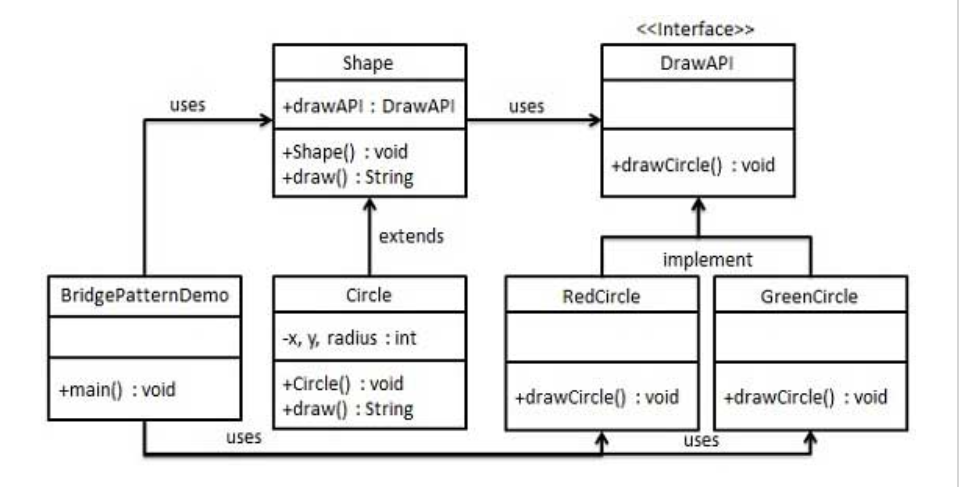 <<Interface>>
Shape
DrawAPI
uses
+drawAPI : DrawAPI
uses
+Shape() : void
+draw() : String
+drawCircle() : void
extends
implement
BridgePatternDemo
Circle
RedCircle
GreenCircle
-x, y, radius : int
+main() : void
+Circle() : void
+draw() : String
+drawCircle() : void
+drawCircle() : void
uses
uses